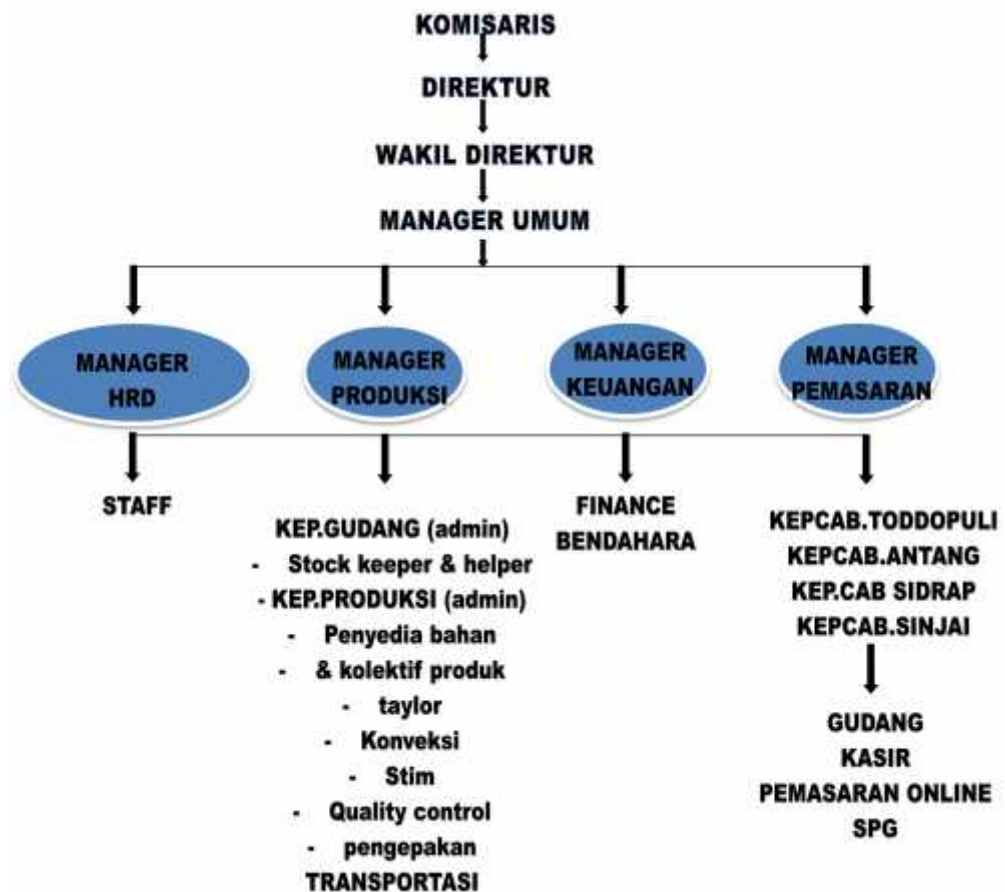 KOMISARIS
DIREKTUR
WAKIL DIREKTUR
MANAGER UMUM
MANAGER
HRD
MANAGER
PRODUKSI
MANAGER
KEUANGAN
MANAGER
PEMASARAN
STAFF
KEP.GUDANG (admin)
- Stock keeper & helper
- KEP.PRODUKSI (admin)
- Penyedia bahan
- & kolektif produk
- taylor
- Konveksi
- Stim
- Quality control
- pengepakan
TRANSPORTASI
FINANCE
BENDAHARA
KEPCAB.TODDOPULI
KEPCAB.ANTANG
KEP.CAB SIDRAP
KEPCAB.SINJAI
GUDANG
KASIR
PEMASARAN ONLINE
SPG